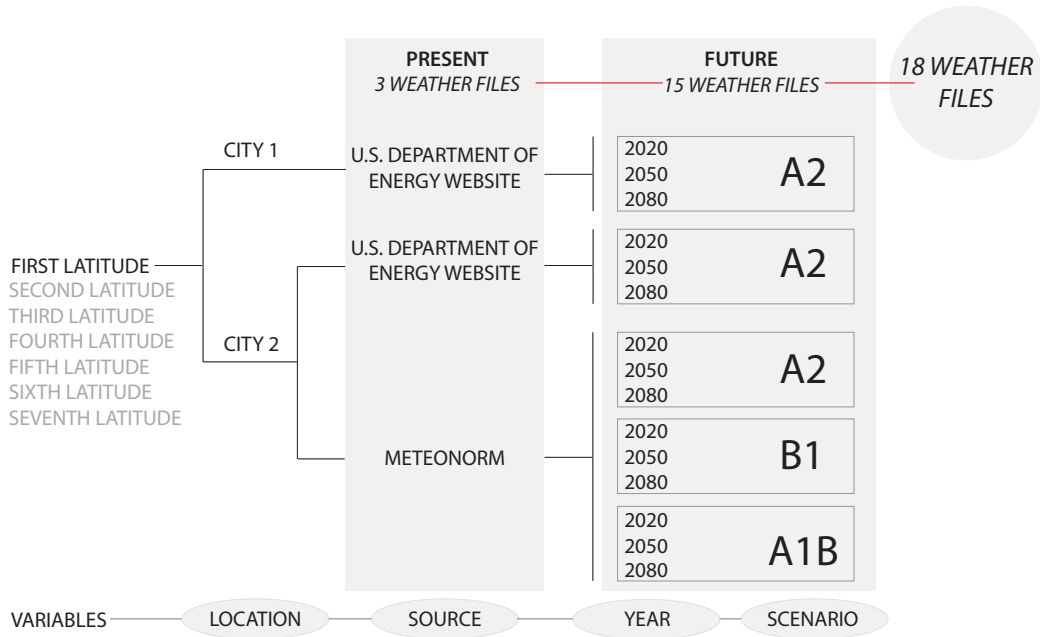 PRESENT
3 WEATHER FILES
FUTURE
15 WEATHER FILES
18 WEATHER
FILES
CITY 1
U.S. DEPARTMENT OF
ENERGY WEBSITE
2020
2050
2080
A2
U.S. DEPARTMENT OF
ENERGY WEBSITE
2020
2050
2080
A2
FIRST LATITUDE
SECOND LATITUDE
THIRD LATITUDE
FOURTH LATITUDE
FIFTH LATITUDE
SIXTH LATITUDE
SEVENTH LATITUDE
CITY 2
2020
2050
2080
A2
METEONORM
2020
2050
2080
B1
2020
2050
2080
A1B
VARIABLES
LOCATION
SOURCE
YEAR
SCENARIO